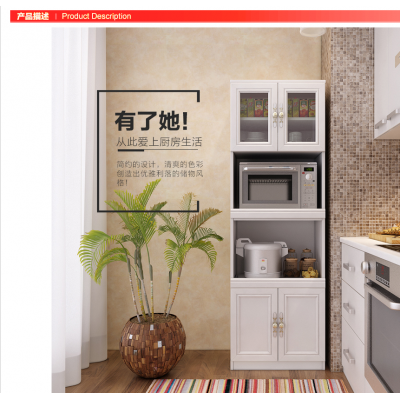 产品描述 | Product Description
有了她!
从此爱上厨房生活
简约的设计，清爽的色彩
创造出优雅利落的储物风
格！